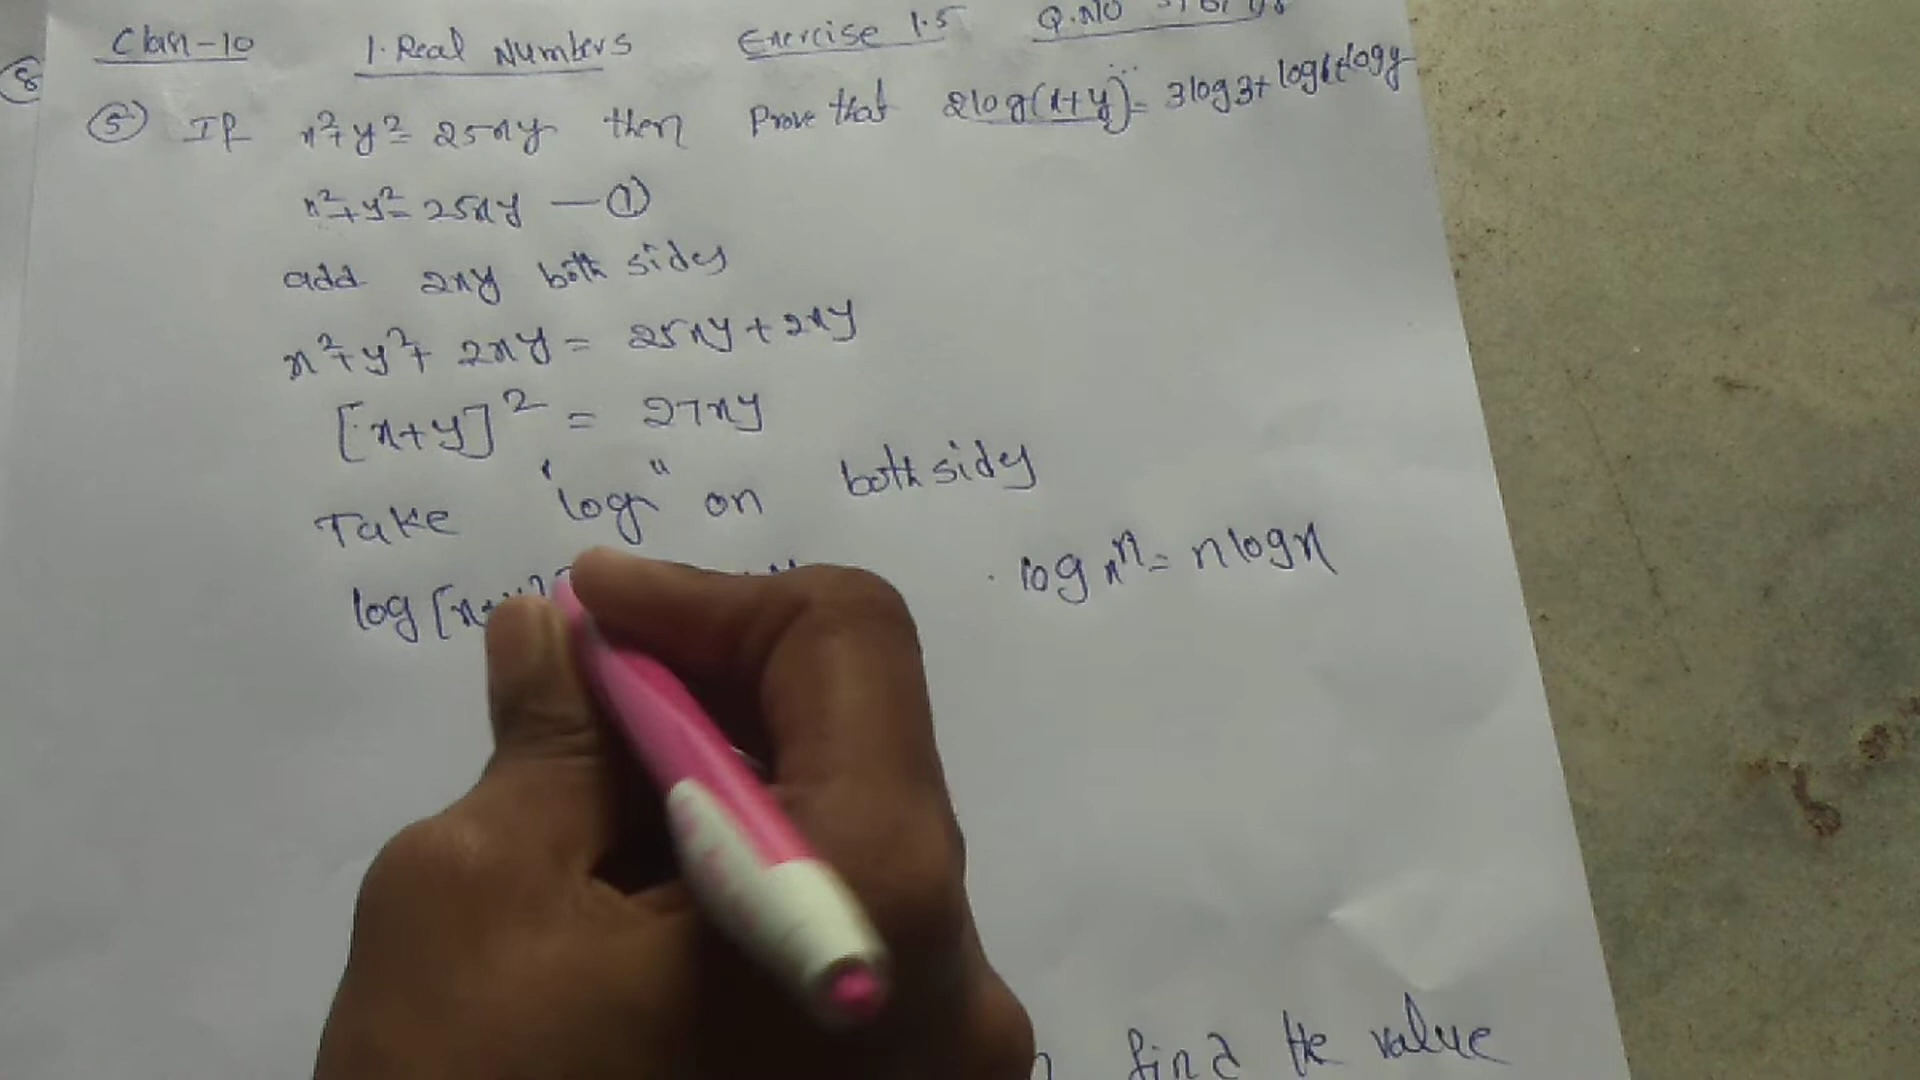 Class-10 1. Real Numbers Exercise 1.5 Q.NO
8
5 If x²+y²=25xy then Prove that 2log(x+y)=3log3+logx+logy
x²+y²=25xy —①
add 2xy both sides
x²+y²+2xy=25xy+2xy
[x+y]²=27xy
Take "log" on both sides
log xⁿ=nlogx
log[x+y]
find the value